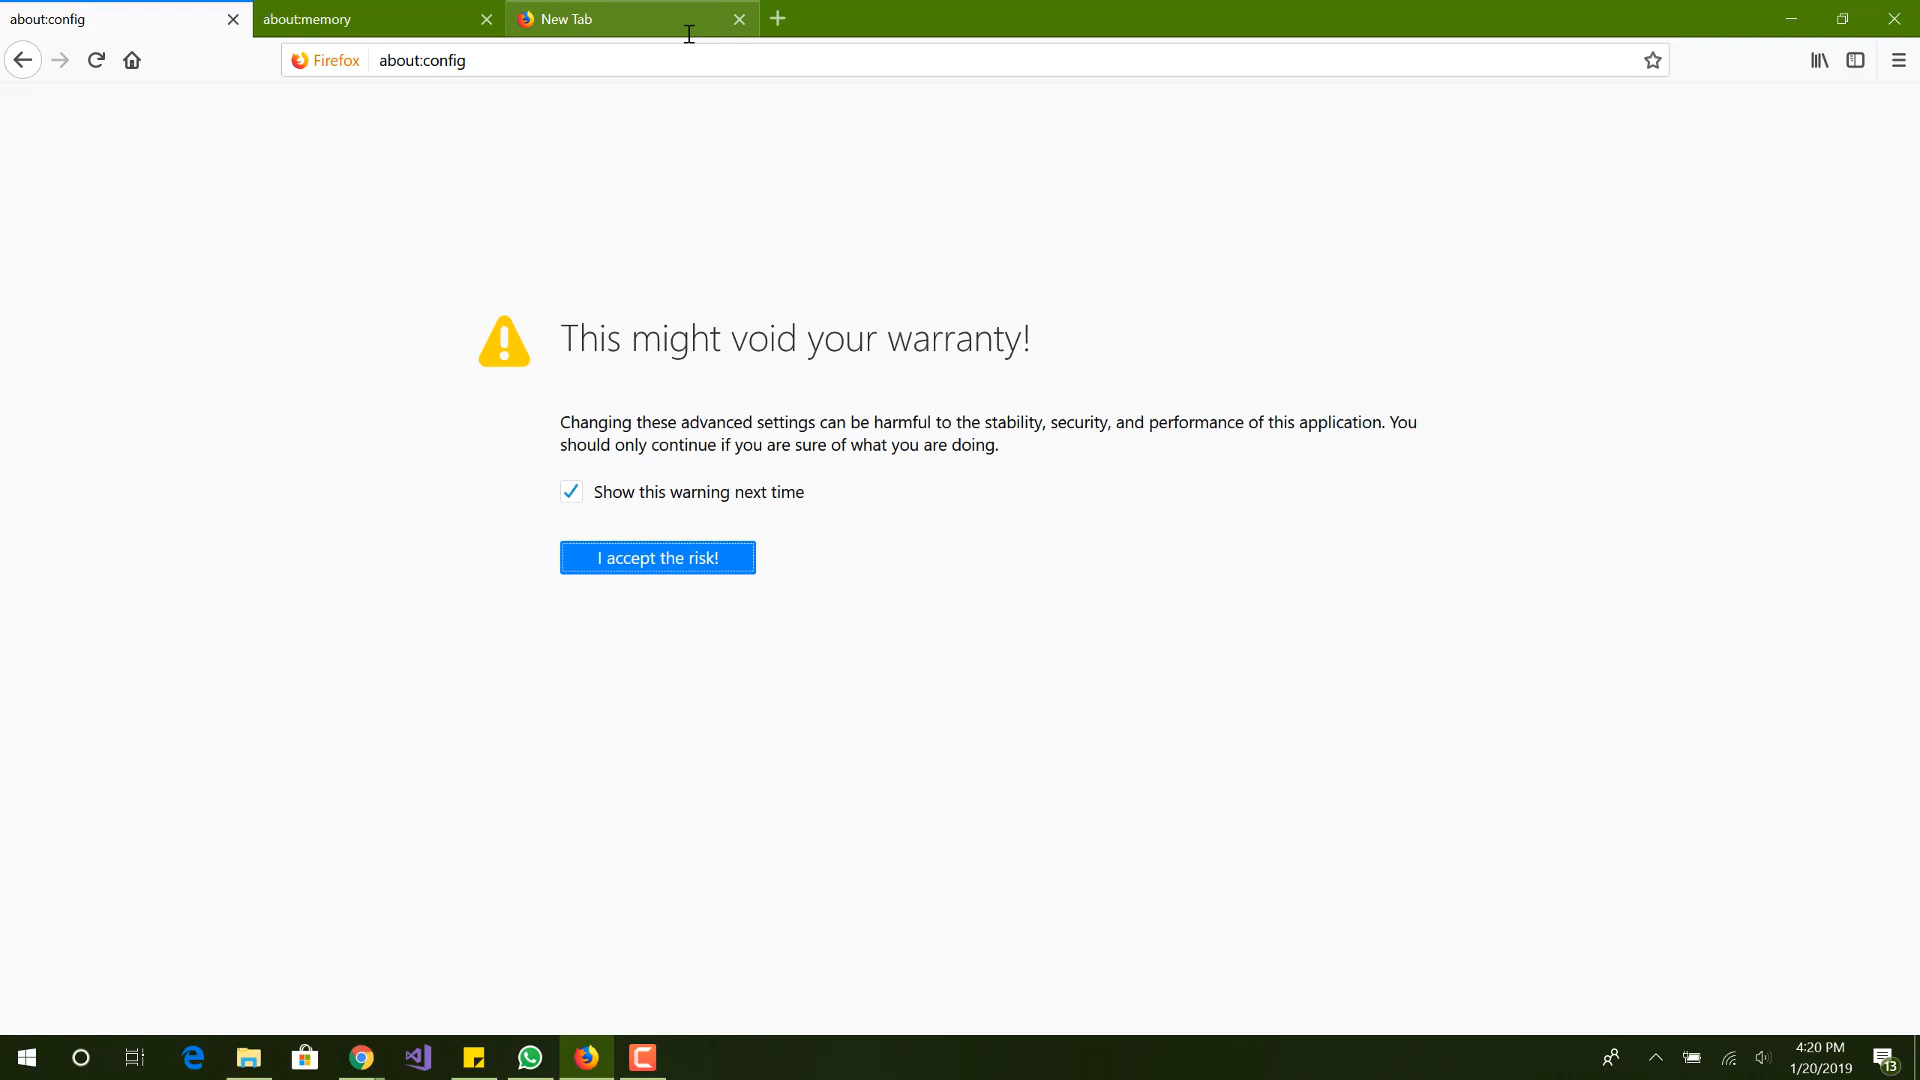 about:config
about:memory
New Tab
Firefox
about:config
This might void your warranty!
Changing these advanced settings can be harmful to the stability, security, and performance of this application. You
should only continue if you are sure of what you are doing.
Show this warning next time
I accept the risk!
4:20 PM
1/20/2019
13